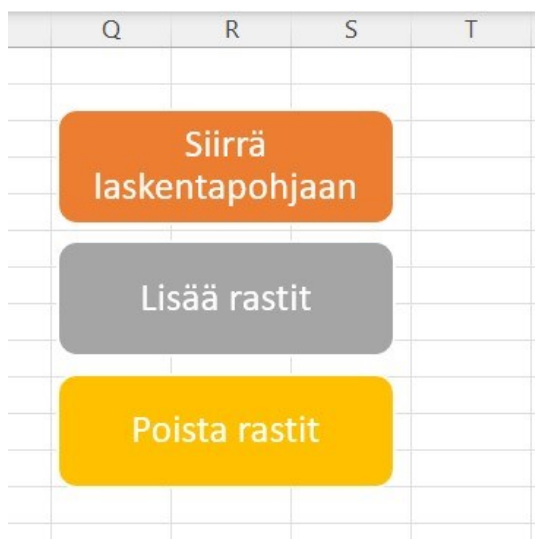 Q R S T
Siirrä
laskentapohjaan
Lisää rastit
Poista rastit